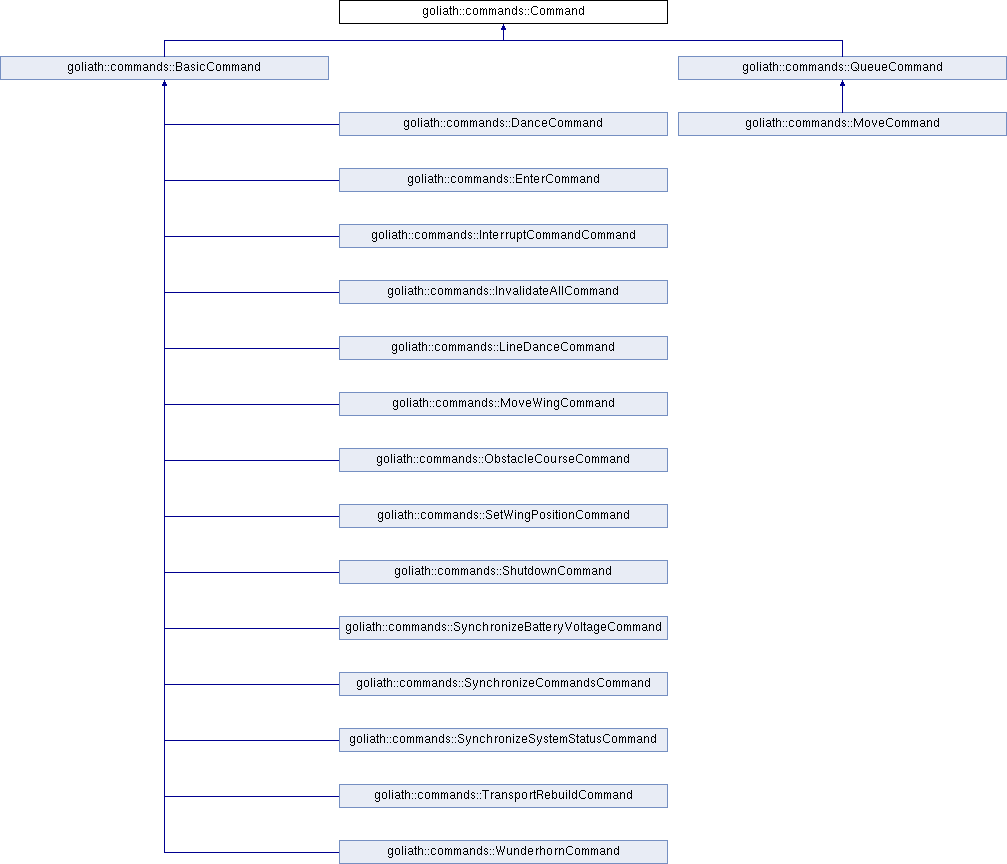 goliath::commands::Command
goliath::commands::BasicCommand
goliath::commands::QueueCommand
goliath::commands::DanceCommand
goliath::commands::MoveCommand
goliath::commands::EnterCommand
goliath::commands::InterruptCommandCommand
goliath::commands::InvalidateAllCommand
goliath::commands::LineDanceCommand
goliath::commands::MoveWingCommand
goliath::commands::ObstacleCourseCommand
goliath::commands::SetWingPositionCommand
goliath::commands::ShutdownCommand
goliath::commands::SynchronizeBatteryVoltageCommand
goliath::commands::SynchronizeCommandsCommand
goliath::commands::SynchronizeSystemStatusCommand
goliath::commands::TransportRebuildCommand
goliath::commands::WunderhornCommand